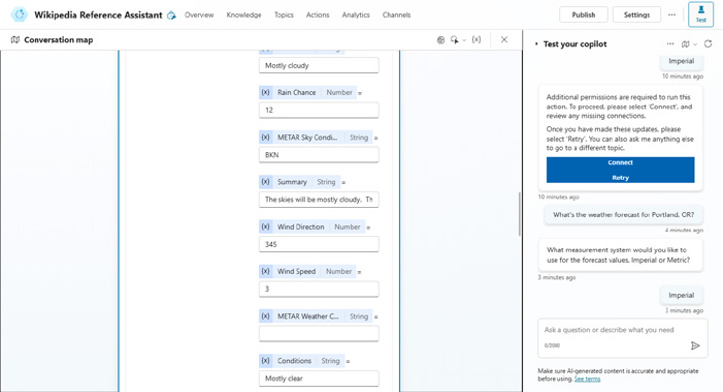 Wikipedia Reference Assistant
Overview
Knowledge
Topics
Actions
Analytics
Channels
Publish
Settings
Test
Conversation map
{x}
Mostly cloudy
{x} Rain Chance Number =
12
{x} METAR Sky Condi... String =
BKN
{x} Summary String =
The skies will be mostly cloudy. Th
{x} Wind Direction Number =
345
{x} Wind Speed Number =
3
{x} METAR Weather C... String =
{x} Conditions String =
Mostly clear
Test your copilot
Imperial
10 minutes ago
Additional permissions are required to run this
action. To proceed, please select 'Connect', and
review any missing connections.
Once you have made these updates, please
select 'Retry'. You can also ask me anything else
to go to a different topic.
Connect
Retry
10 minutes ago
What's the weather forecast for Portland, OR?
4 minutes ago
What measurement system would you like to
use for the forecast values, Imperial or Metric?
3 minutes ago
Imperial
3 minutes ago
Ask a question or describe what you need
0/2000
Make sure AI-generated content is accurate and appropriate
before using. See terms